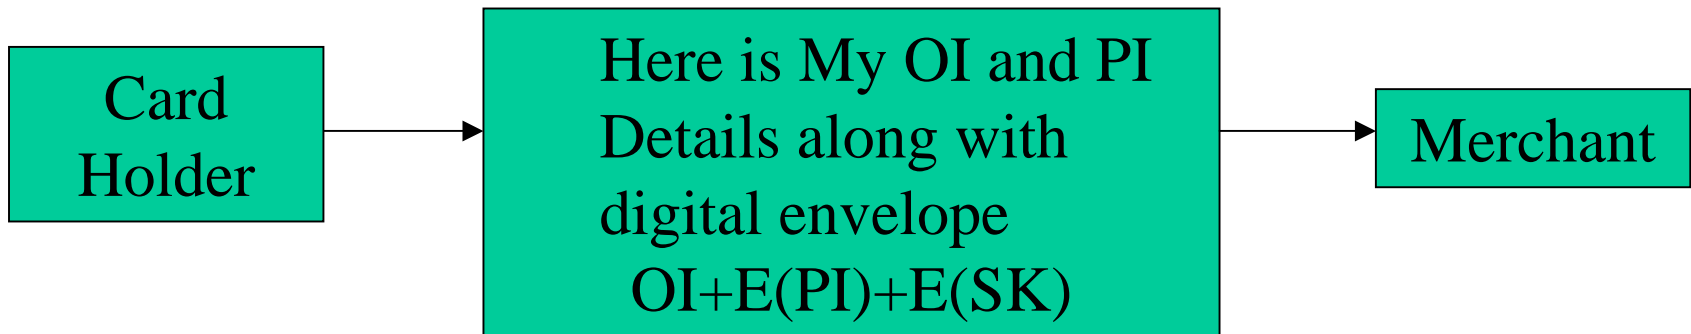 Card
Holder
Here is My OI and PI
Details along with
digital envelope
OI+E(PI)+E(SK)
Merchant